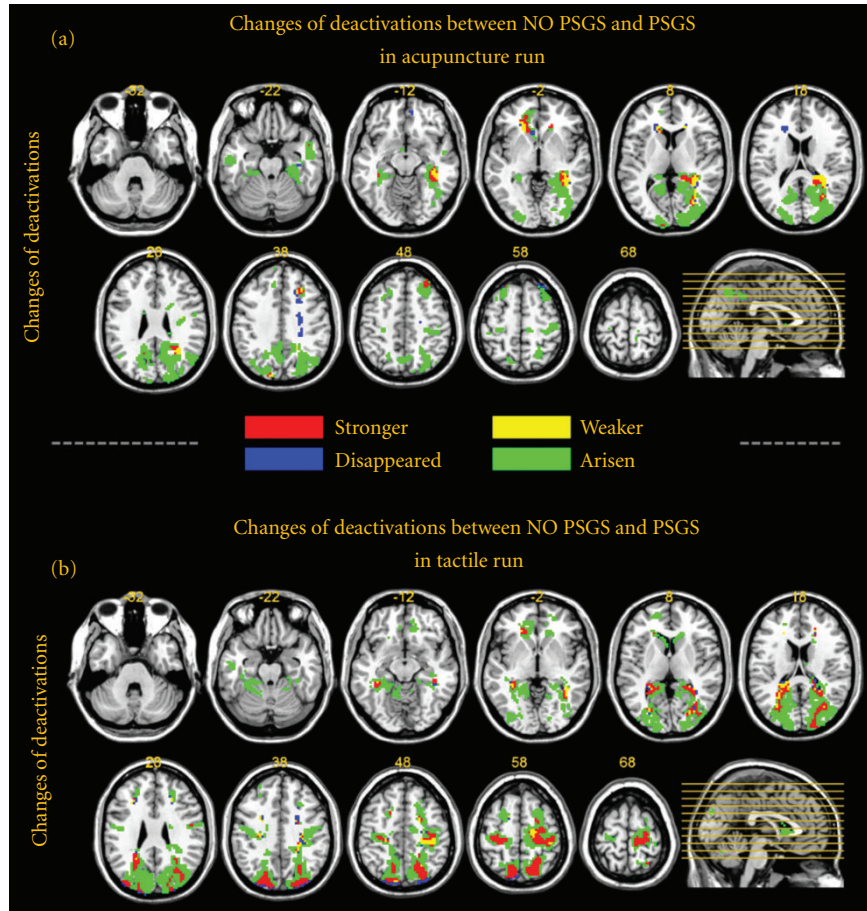 (a)
Changes of deactivations between NO PSGS and PSGS
in acupuncture run
Changes of deactivations
-32 -22 -12 -2 8 18
28 38 48 58 68
Stronger Weaker
Disappeared Arisen
Changes of deactivations between NO PSGS and PSGS
in tactile run
(b)
Changes of deactivations
-32 -22 -12 -2 8 18
28 38 48 58 68